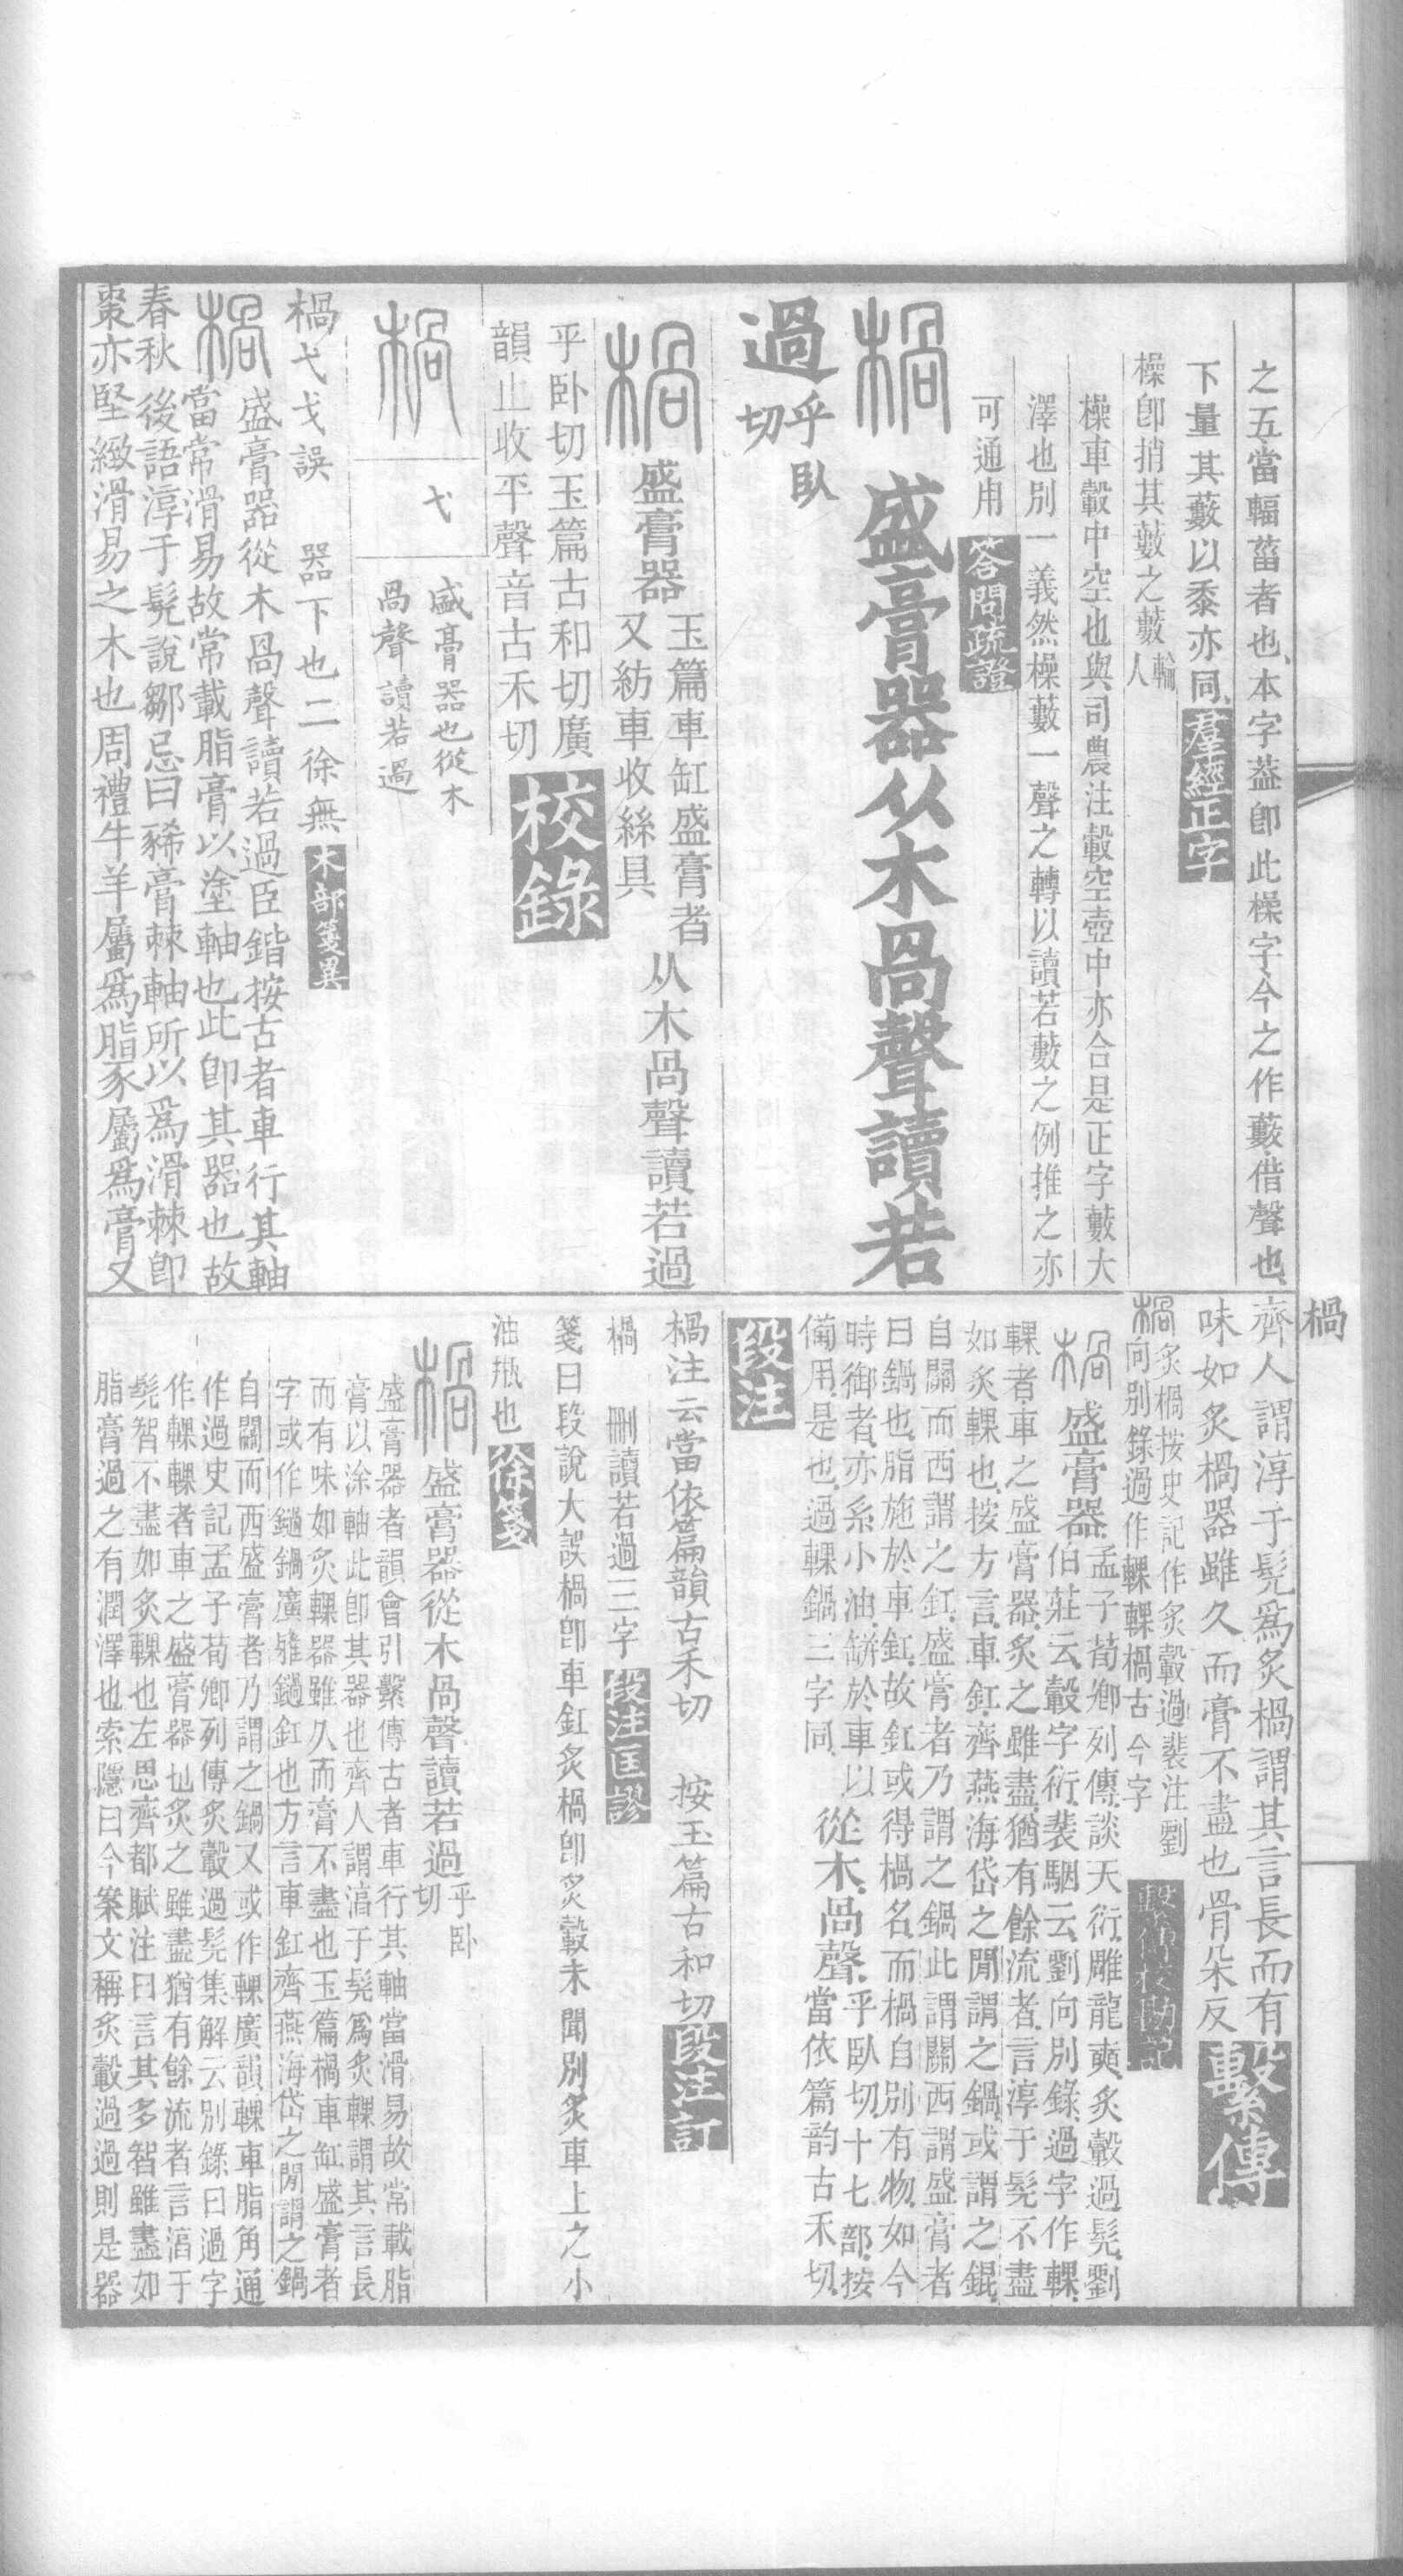 之五當輻菑者也本字葢卽此橾字今之作藪借聲也
下量其藪以黍亦同羣經正字
橾卽捎其藪之藪輪人
橾車轂中空也與司農注轂空壺中亦合是正字藪大
澤也別一義然橾藪一聲之轉以讀若藪之例推之亦
可通用答問疏證
楇盛膏器从木咼聲讀若
過乎臥切
楇盛膏器玉篇車缸盛膏者又紡車收絲具从木咼聲讀若過
乎卧切玉篇古和切廣
韻止收平聲音古禾切校錄
楇 弋 盛膏器也從木
咼聲讀若過
楇弋戈誤 器下也二徐無木部箋異
楇盛膏器從木咼聲讀若過臣鍇按古者車行其軸
當常滑易故常載脂膏以塗軸也此卽其器也故
春秋後語淳于髡說鄒忌曰豨膏棘軸所以爲滑棘卽
棗亦堅緻滑易之木也周禮牛羊屬爲脂豕屬爲膏又
楇
齊人謂淳于髡爲炙楇謂其言長而有
味如炙楇器雖久而膏不盡也骨朵反繫傳
楇炙楇按史記作炙轂過裴注劉
向別錄過作輠輠楇古今字繫傳校勘記
楇盛膏器孟子荀卿列傳談天衍雕龍奭炙轂過髡劉
伯莊云轂字衍裴駰云劉向別錄過字作輠
輠者車之盛膏器炙之雖盡猶有餘流者言淳于髡不盡
如炙輠也按方言車釭齊燕海岱之閒謂之鍋或謂之錕
自關而西謂之釭盛膏者乃謂之鍋此謂關西謂盛膏者
曰鍋也脂施於車釭故釭或得楇名而楇自別有物如今
時御者亦系小油缾於車以從木咼聲乎臥切十七部按
備用是也過輠鍋三字同當依篇韵古禾切
段注
楇注云當依篇韻古禾切 按玉篇古和切段注訂
楇 刪讀若過三字段注匡謬
箋曰段說大誤楇卽車釭炙楇卽炙轂未聞別炙車上之小
油甁也徐箋
楇盛膏器從木咼聲讀若過乎卧切
盛膏器者韻會引繫傳古者車行其軸當滑易故常載脂
膏以涂軸此卽其器也齊人謂淳于髡爲炙輠謂其言長
而有味如炙輠器雖久而膏不盡也玉篇楇車缸盛膏者
字或作鐹鍋廣雅鐹釭也方言車釭齊燕海岱之閒謂之鍋
自關而西盛膏者乃謂之鍋又或作輠廣韻輠車脂角通
作過史記孟子荀卿列傳炙轂過髡集解云別錄曰過字
作輠輠者車之盛膏器也炙之雖盡猶有餘流者言淳于
髡智不盡如炙輠也左思齊都賦注曰言其多智雖盡如
脂膏過之有潤澤也索隱曰今案文稱炙轂過過則是器